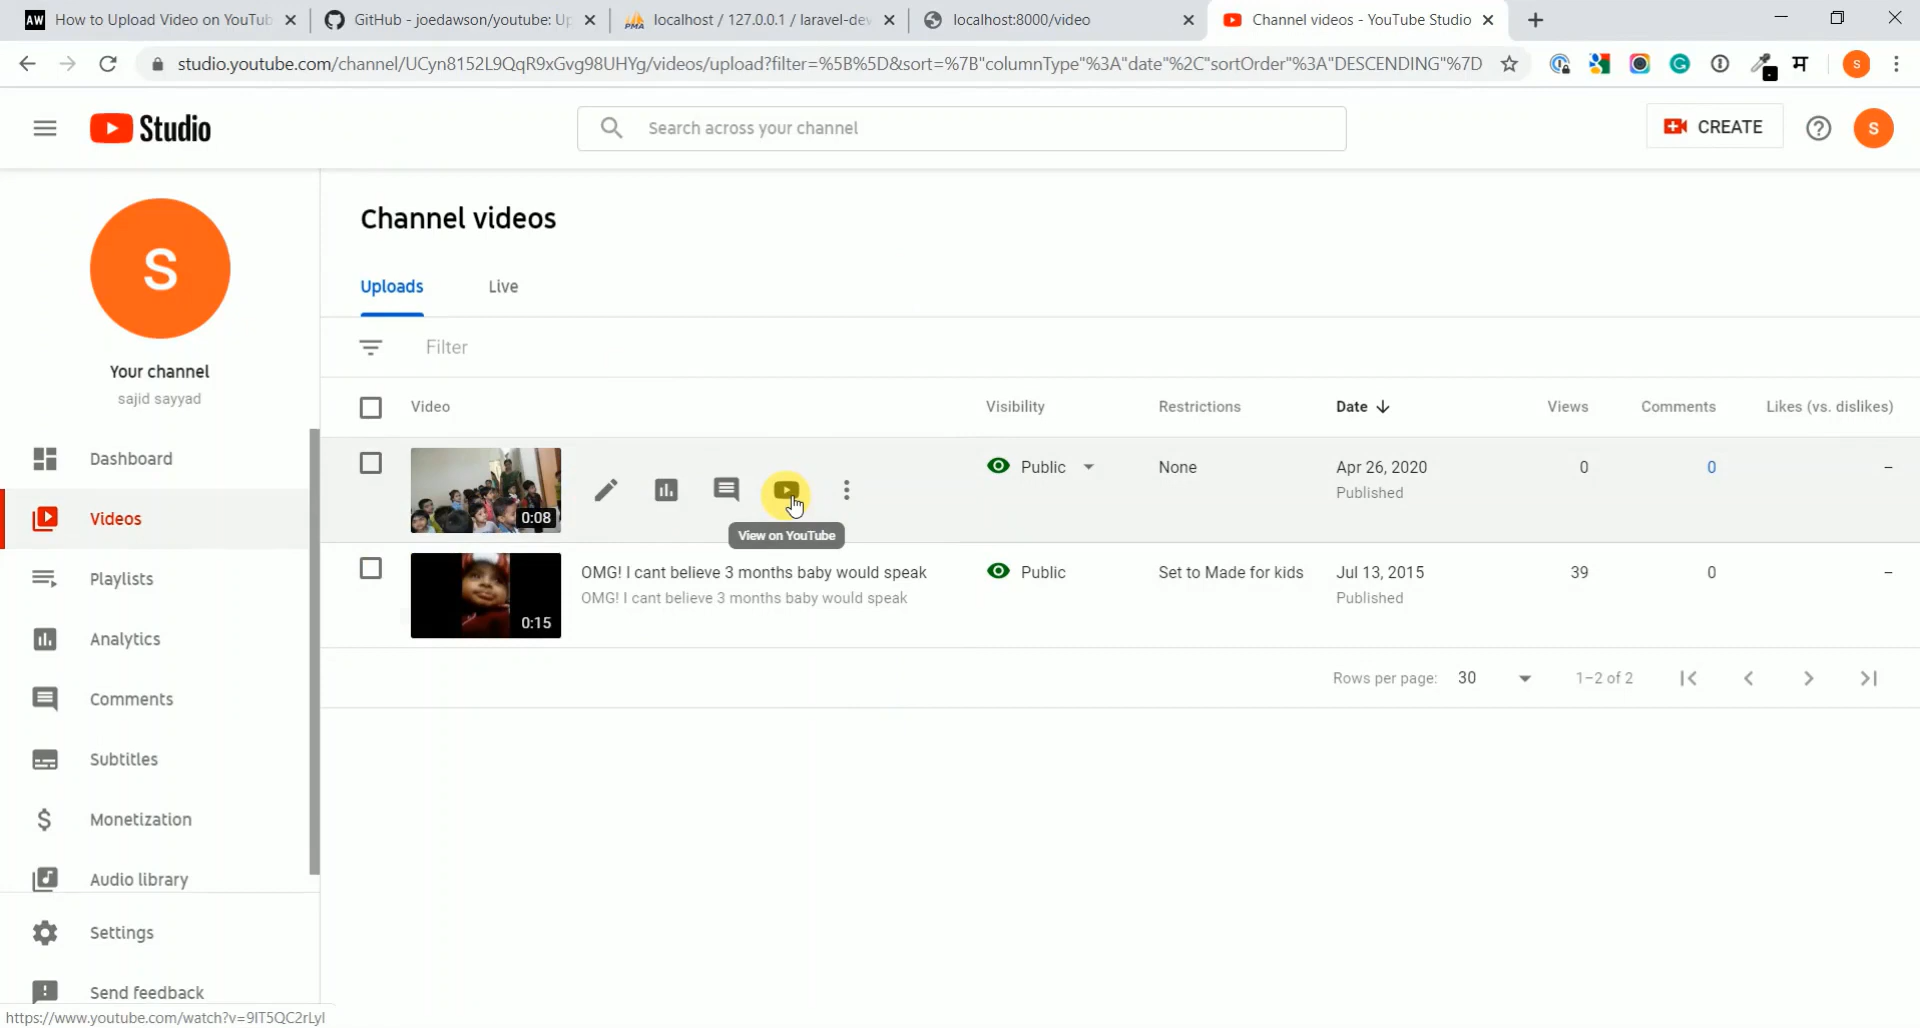 AW How to Upload Video on YouTub
GitHub - joedawson/youtube: Up
PMA localhost / 127.0.0.1 / laravel-dev
localhost:8000/video
Channel videos - YouTube Studio
studio.youtube.com/channel/UCyn8152L9QqR9xGvg98UHYg/videos/upload?filter=%5B%5D&sort=%7B"columnType"%3A"date"%2C"sortOrder"%3A"DESCENDING"%7D
म
S
Studio
Search across your channel
CREATE
S
S
Your channel
sajid sayyad
Dashboard
Videos
Playlists
Analytics
Comments
Subtitles
Monetization
Audio library
Settings
Send feedback
Channel videos
Uploads Live
Filter
Video Visibility Restrictions Date Views Comments Likes (vs. dislikes)
0:08 Public None Apr 26, 2020 0 0 –
Published
View on YouTube
OMG! I cant believe 3 months baby would speak Public Set to Made for kids Jul 13, 2015 39 0 –
OMG! I cant believe 3 months baby would speak Published
0:15
Rows per page: 30 1–2 of 2
https://www.youtube.com/watch?v=9IT5QC2rLyI